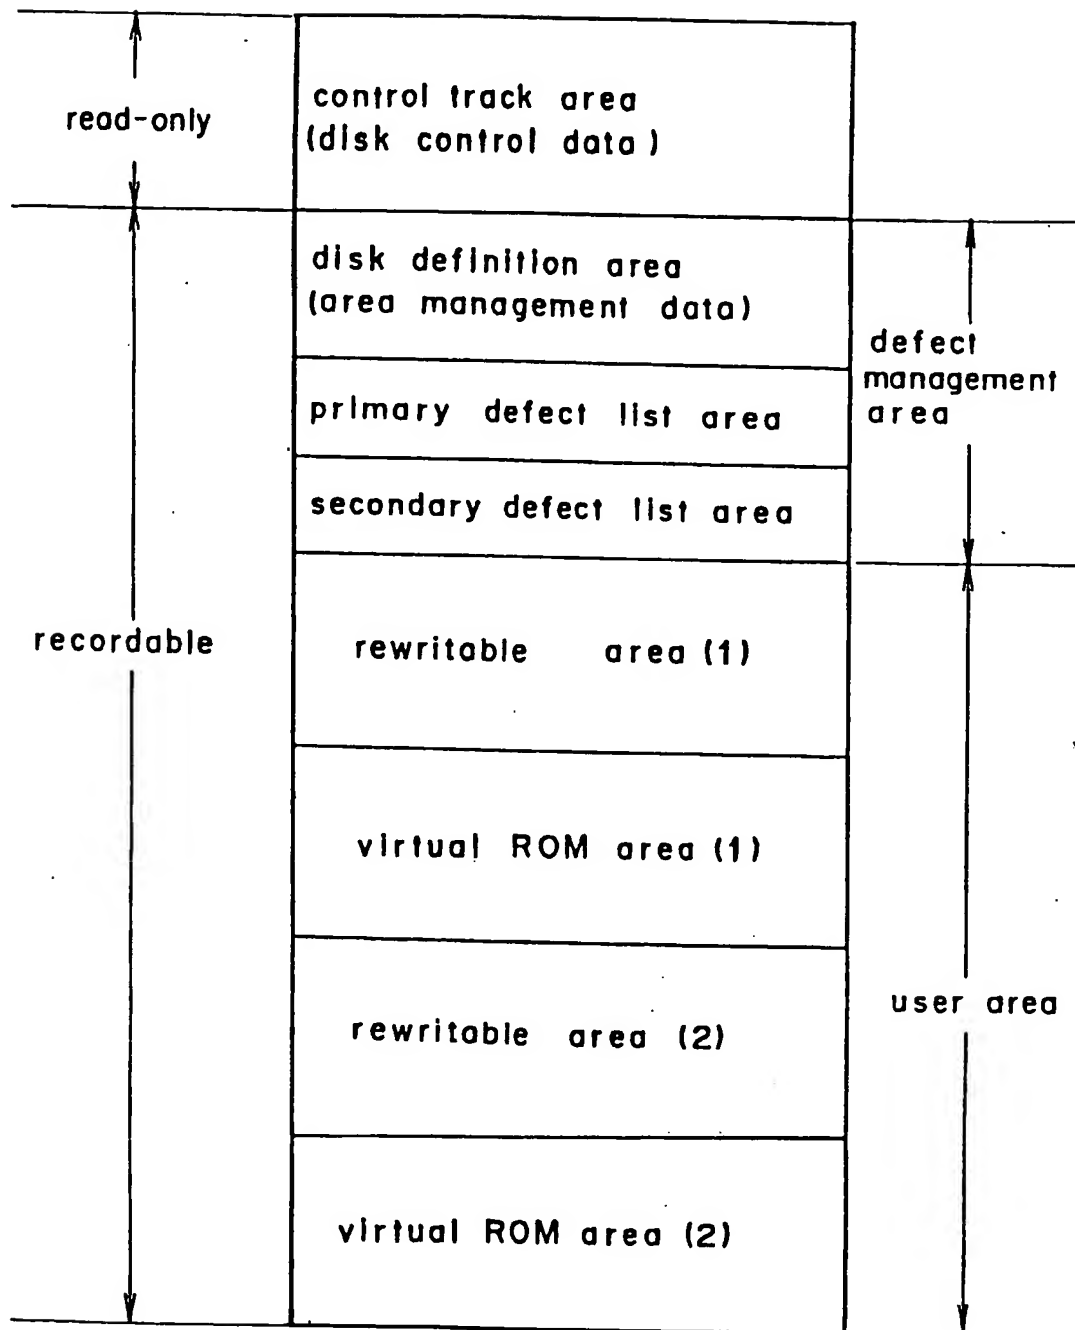 read-only
control track area
(disk control data)
disk definition area
(area management data)
defect
management
area
primary defect list area
secondary defect list area
recordable
rewritable area (1)
virtual ROM area (1)
rewritable area (2)
user area
virtual ROM area (2)